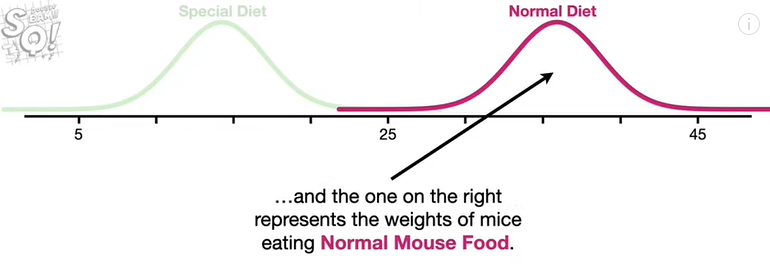 Special Diet
Normal Diet
SQ!
5
25
45
…and the one on the right
represents the weights of mice
eating Normal Mouse Food.